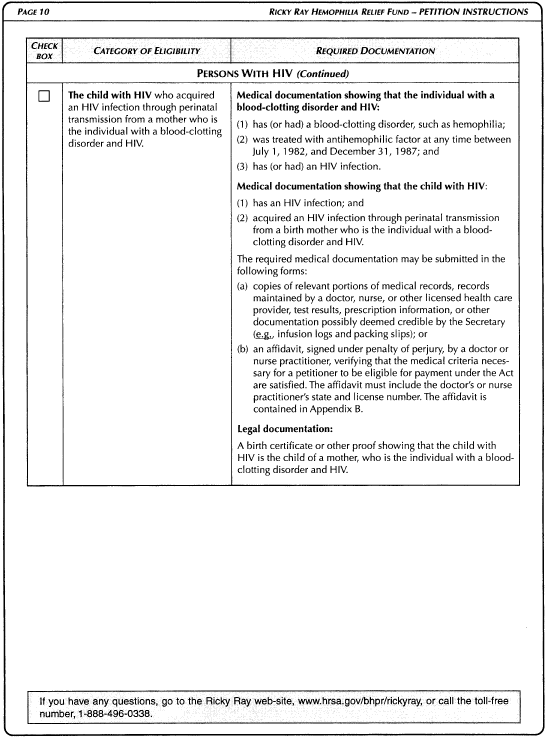 PAGE 10
RICKY RAY HEMOPHILIA RELIEF FUND – PETITION INSTRUCTIONS
CHECK
BOX
CATEGORY OF ELIGIBILITY
REQUIRED DOCUMENTATION
PERSONS WITH HIV (Continued)
The child with HIV who acquired
an HIV infection through perinatal
transmission from a mother who is
the individual with a blood-clotting
disorder and HIV.
Medical documentation showing that the individual with a
blood-clotting disorder and HIV:
(1) has (or had) a blood-clotting disorder, such as hemophilia;
(2) was treated with antihemophilic factor at any time between
July 1, 1982, and December 31, 1987; and
(3) has (or had) an HIV infection.
Medical documentation showing that the child with HIV:
(1) has an HIV infection; and
(2) acquired an HIV infection through perinatal transmission
from a birth mother who is the individual with a blood-
clotting disorder and HIV.
The required medical documentation may be submitted in the
following forms:
(a) copies of relevant portions of medical records, records
maintained by a doctor, nurse, or other licensed health care
provider, test results, prescription information, or other
documentation possibly deemed credible by the Secretary
(e.g., infusion logs and packing slips); or
(b) an affidavit, signed under penalty of perjury, by a doctor or
nurse practitioner, verifying that the medical criteria neces-
sary for a petitioner to be eligible for payment under the Act
are satisfied. The affidavit must include the doctor's or nurse
practitioner's state and license number. The affidavit is
contained in Appendix B.
Legal documentation:
A birth certificate or other proof showing that the child with
HIV is the child of a mother, who is the individual with a blood-
clotting disorder and HIV.
If you have any questions, go to the Ricky Ray web-site, www.hrsa.gov/bhpr/rickyray, or call the toll-free
number, 1-888-496-0338.